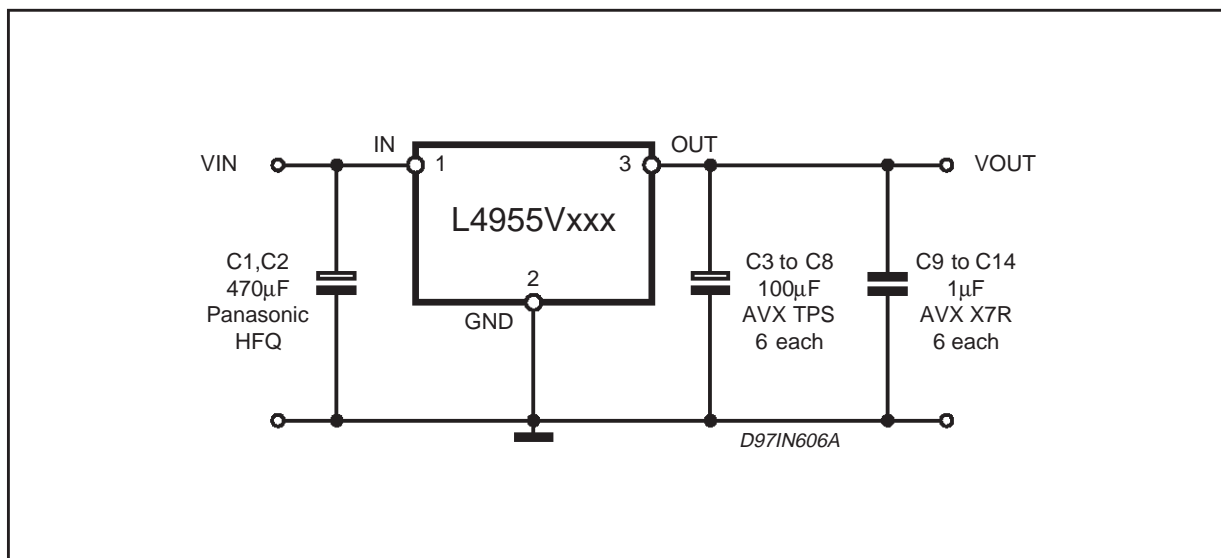 VIN
IN
1
3
OUT
VOUT
L4955Vxxx
2
GND
C1,C2
470μF
Panasonic
HFQ
C3 to C8
100μF
AVX TPS
6 each
C9 to C14
1μF
AVX X7R
6 each
D97IN606A